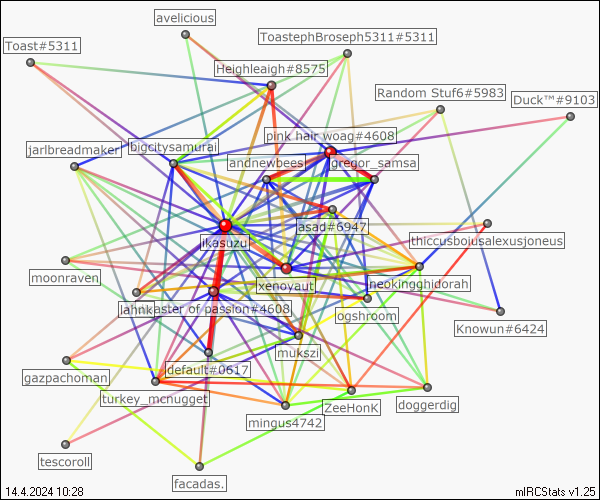 avelicious
Toast#5311
ToastephBroseph5311#5311
Heighleaigh#8575
Random Stuf6#5983
Duck™#9103
pink hair woag#4608
jarlbreadmaker
bigcitysamurai
andnewbees
gregor_samsa
asad#6947
ikasuzu
thiccusboiusalexusjoneus
moonraven
xenoyaut
neokingghidorah
lahnk
aster of passion#4608
ogshroom
Knowun#6424
mukszi
default#0617
gazpachoman
turkey_mcnugget
ZeeHonK
doggerdig
mingus4742
tescoroll
facadas.
14.4.2024 10:28
mIRCStats v1.25